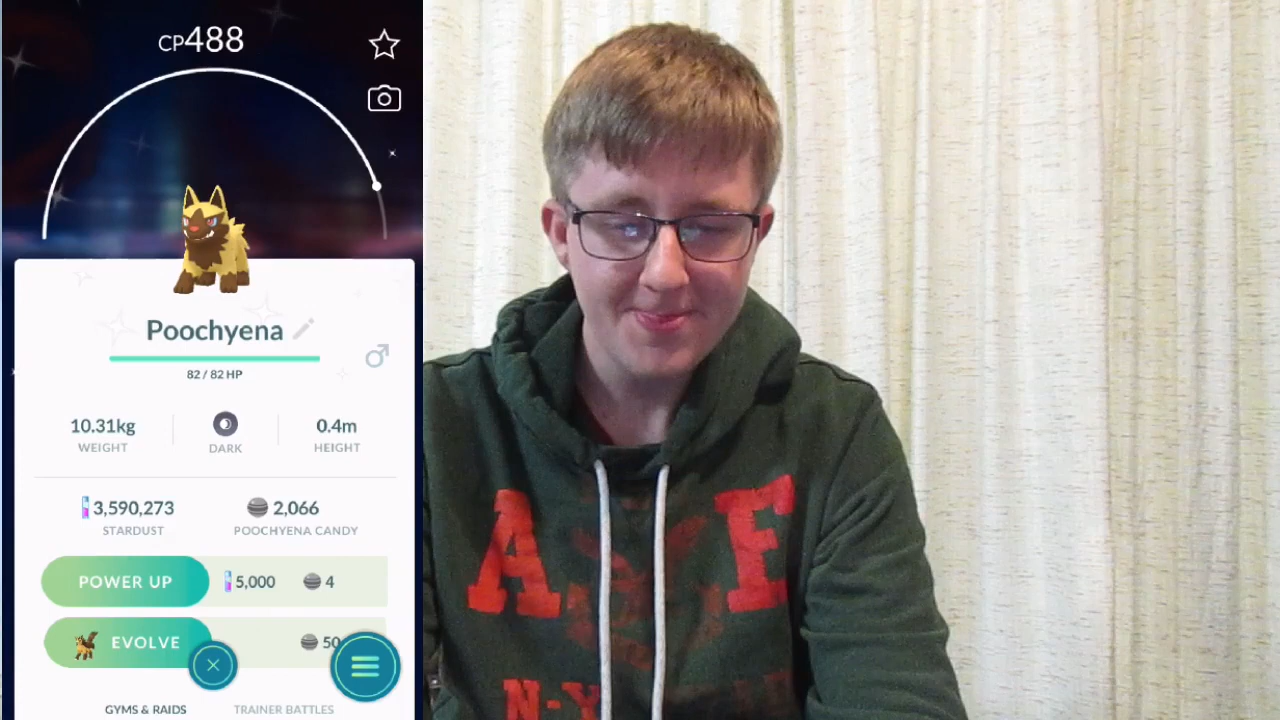 CP488
Poochyena
82 / 82 HP
10.31kg
WEIGHT
DARK
0.4m
HEIGHT
3,590,273
STARDUST
2,066
POOCHYENA CANDY
POWER UP
5,000
4
EVOLVE
50
GYMS & RAIDS
TRAINER BATTLES
A E
N-Y